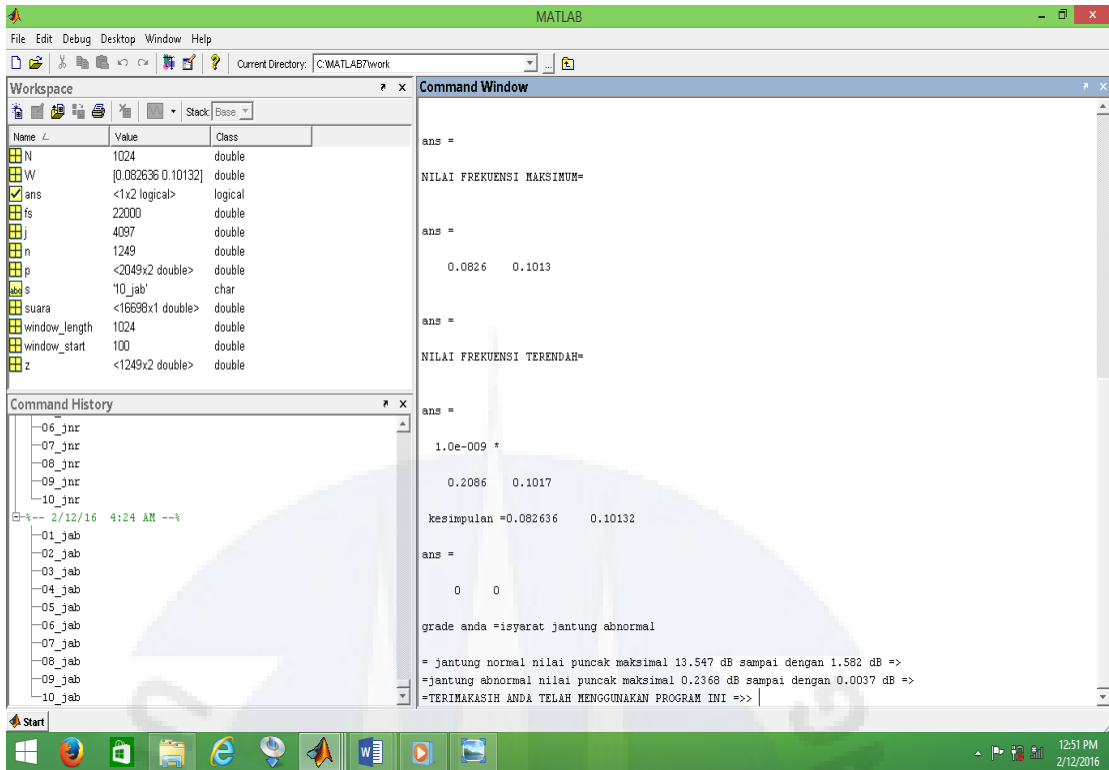 MATLAB
File Edit Debug Desktop Window Help
Current Directory: C:\MATLAB7\work
Workspace
Stack: Base
Name Value Class
N 1024 double
W [0.082636 0.10132] double
ans <1x2 logical> logical
fs 22000 double
j 4097 double
n 1249 double
p <2049x2 double> double
abc s '10_jab' char
suara <16698x1 double> double
window_length 1024 double
window_start 100 double
z <1249x2 double> double
Command History
06_jnr
07_jnr
08_jnr
09_jnr
10_jnr
%-- 2/12/16 4:24 AM --%
01_jab
02_jab
03_jab
04_jab
05_jab
06_jab
07_jab
08_jab
09_jab
10_jab
Command Window
ans =
NILAI FREKUENSI MAKSIMUM=
ans =
0.0826 0.1013
ans =
NILAI FREKUENSI TERENDAH=
ans =
1.0e-009 *
0.2086 0.1017
kesimpulan =0.082636 0.10132
ans =
0 0
grade anda =isyarat jantung abnormal
= jantung normal nilai puncak maksimal 13.547 dB sampai dengan 1.582 dB =>
=jantung abnormal nilai puncak maksimal 0.2368 dB sampai dengan 0.0037 dB =>
=TERIMAKASIH ANDA TELAH MENGGUNAKAN PROGRAM INI =>>
Start
12:51 PM
2/12/2016